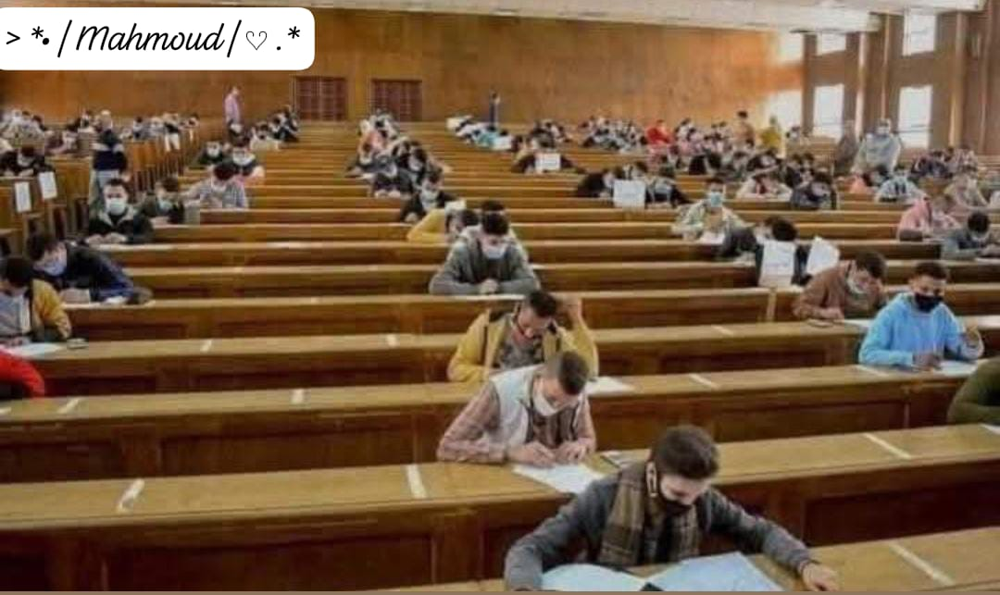 > *• / Mahmoud / ♡ .*